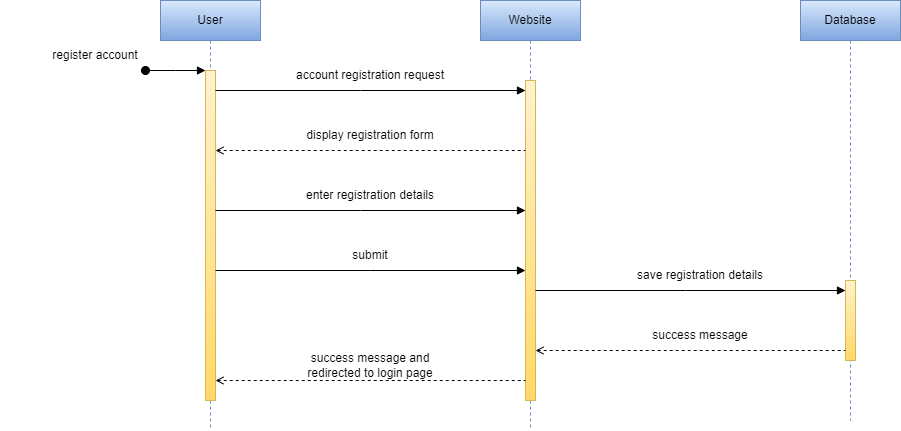 User
Website
Database
register account
account registration request
display registration form
enter registration details
submit
save registration details
success message
success message and
redirected to login page